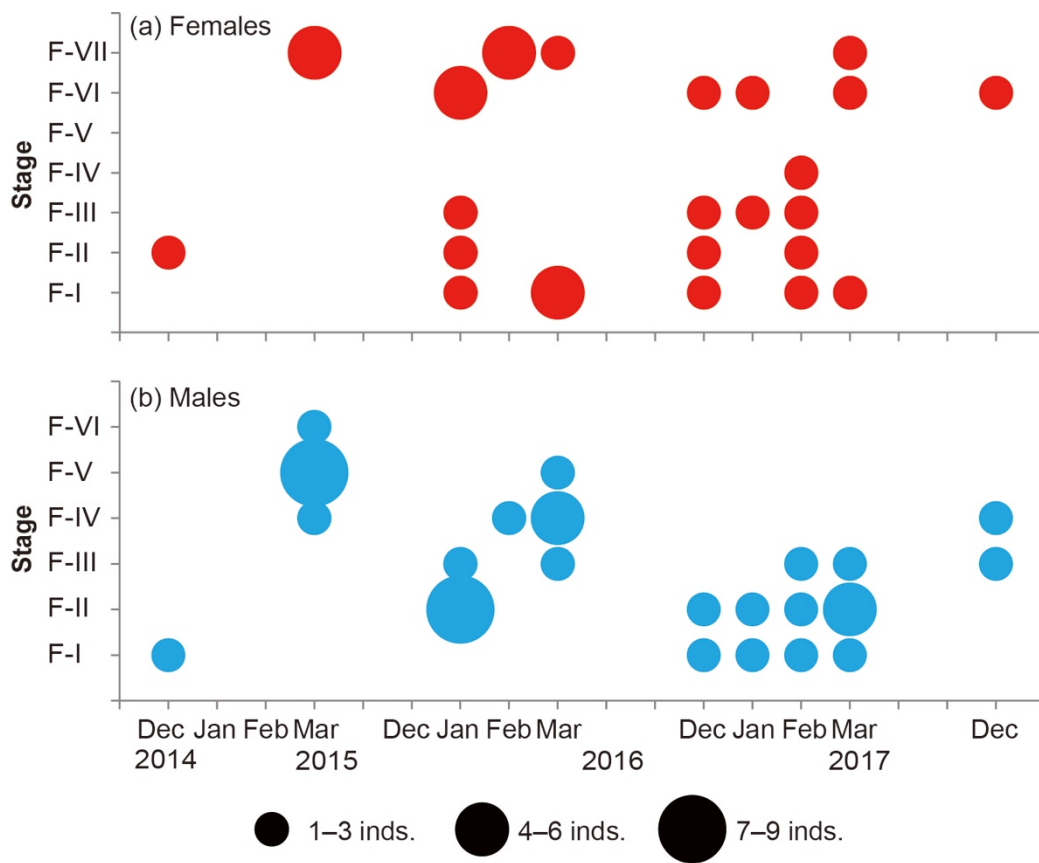 (a) Females
F-VII
F-VI
F-V
F-IV
F-III
F-II
F-I
Stage
(b) Males
F-VI
F-V
F-IV
F-III
F-II
F-I
Stage
Dec Jan Feb Mar Dec Jan Feb Mar Dec Jan Feb Mar Dec
2014 2015 2016 2017
1–3 inds. 4–6 inds. 7–9 inds.